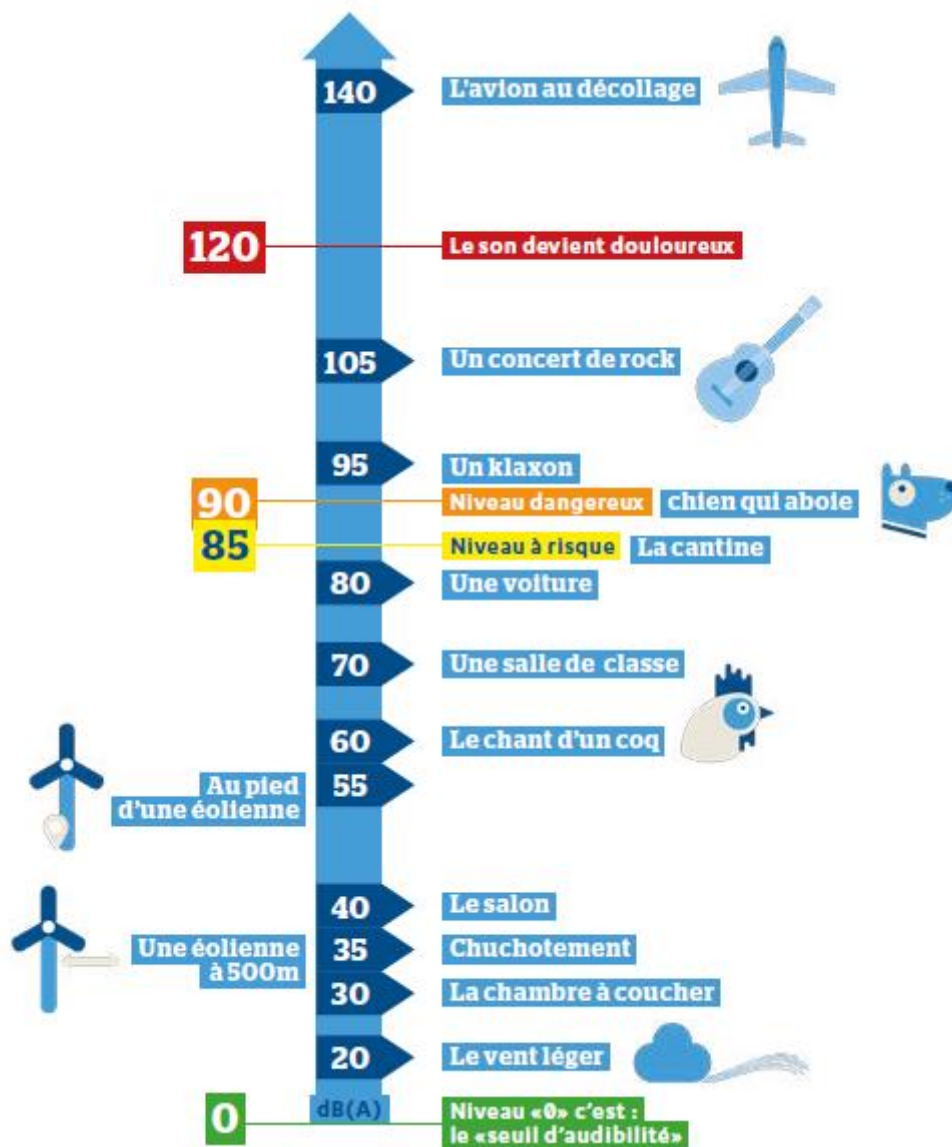 140 L'avion au décollage
120 Le son devient douloureux
105 Un concert de rock
95 Un klaxon
90 Niveau dangereux chien qui aboie
85 Niveau à risque La cantine
80 Une voiture
70 Une salle de classe
60 Le chant d'un coq
Au pied 55
d'une éolienne
40 Le salon
Une éolienne 35 Chuchotement
à 500m
30 La chambre à coucher
20 Le vent léger
0 dB(A) Niveau «0» c'est :
le «seuil d'audibilité»